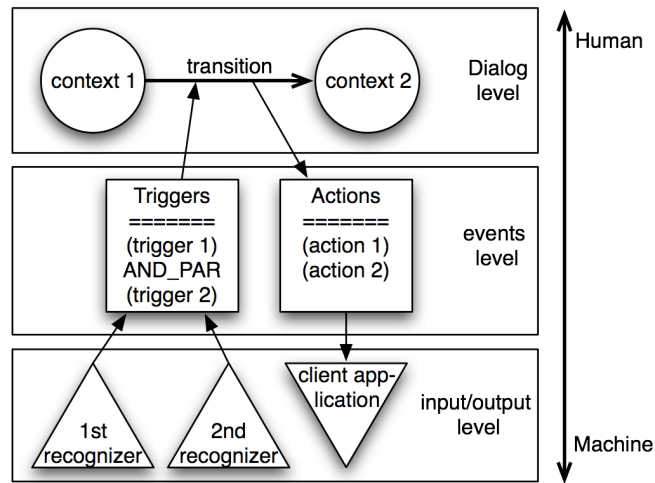 context 1
transition
context 2
Dialog
level
Human
Triggers
=======
(trigger 1)
AND_PAR
(trigger 2)
Actions
=======
(action 1)
(action 2)
events
level
1st
recognizer
2nd
recognizer
client app-
lication
input/output
level
Machine